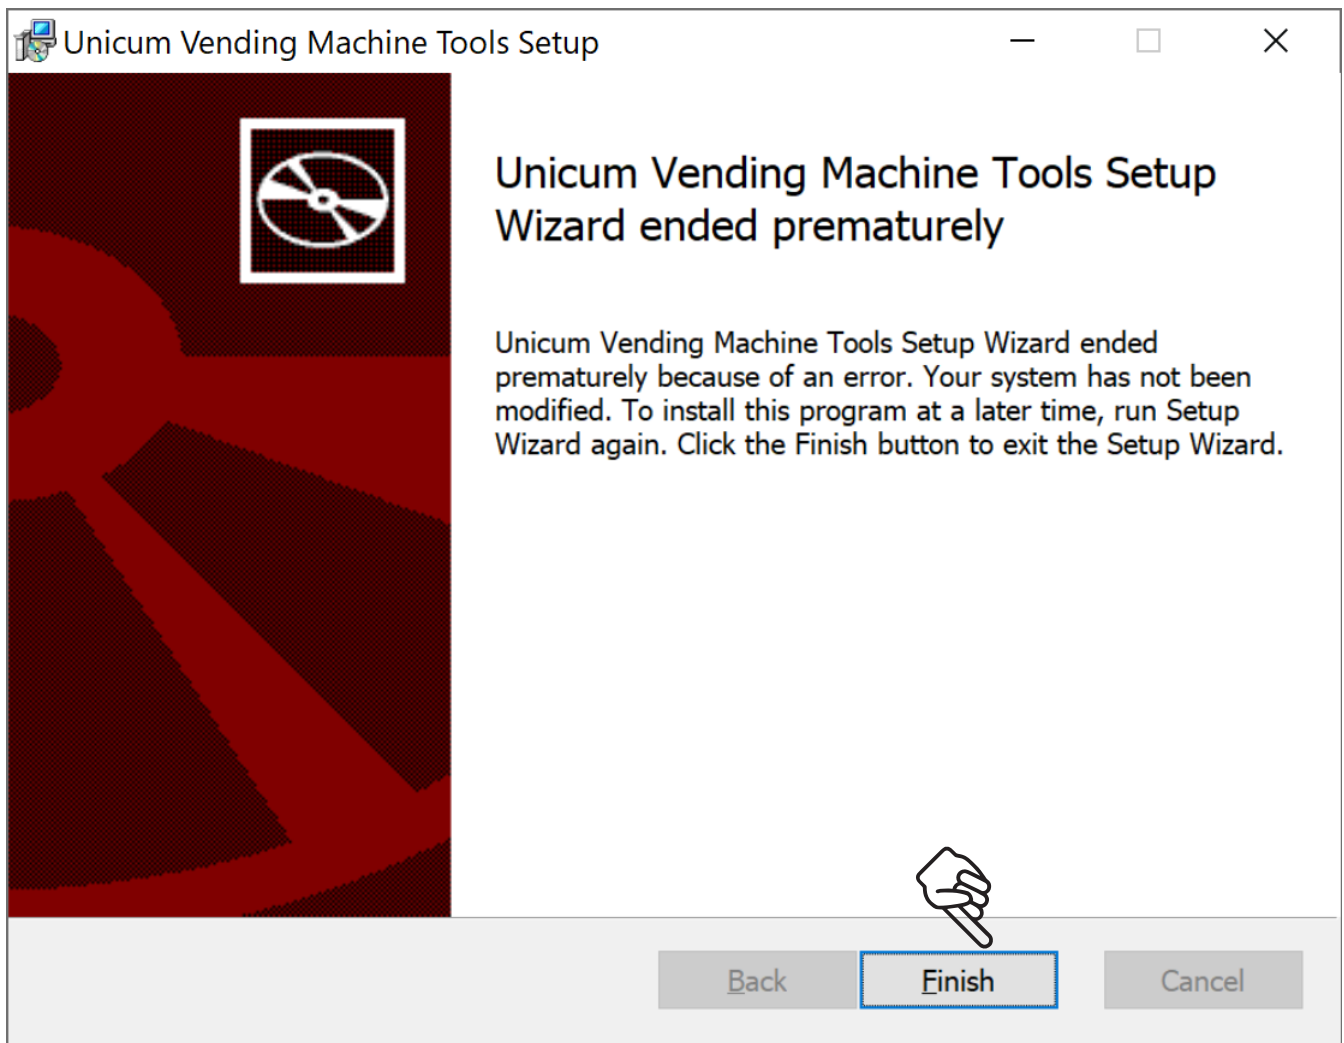 Unicum Vending Machine Tools Setup
Unicum Vending Machine Tools Setup
Wizard ended prematurely
Unicum Vending Machine Tools Setup Wizard ended
prematurely because of an error. Your system has not been
modified. To install this program at a later time, run Setup
Wizard again. Click the Finish button to exit the Setup Wizard.
Back
Finish
Cancel